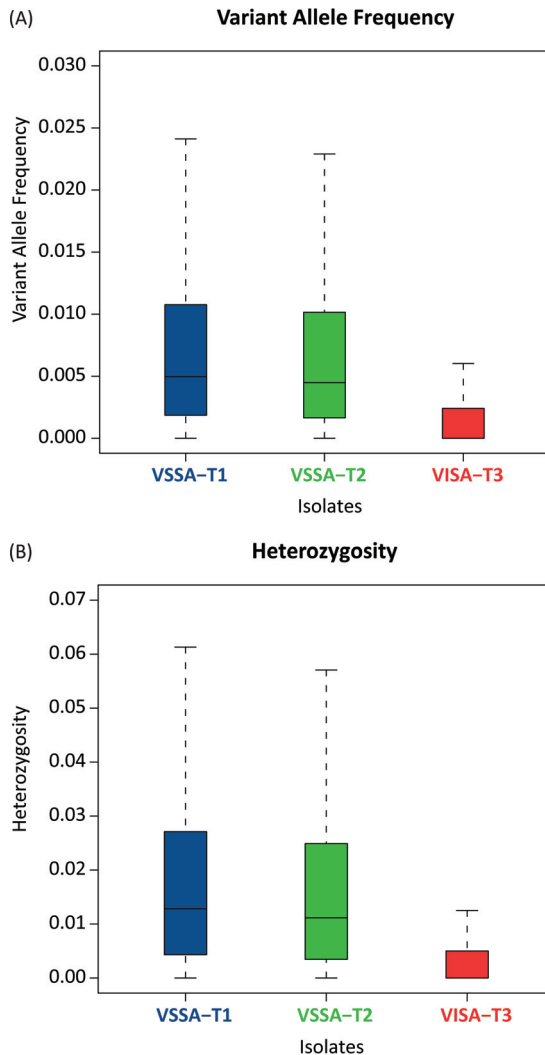 (A)
Variant Allele Frequency
Variant Allele Frequency
0.030
0.025
0.020
0.015
0.010
0.005
0.000
VSSA−T1 VSSA−T2 VISA−T3
Isolates
(B)
Heterozygosity
Heterozygosity
0.07
0.06
0.05
0.04
0.03
0.02
0.01
0.00
VSSA−T1 VSSA−T2 VISA−T3
Isolates